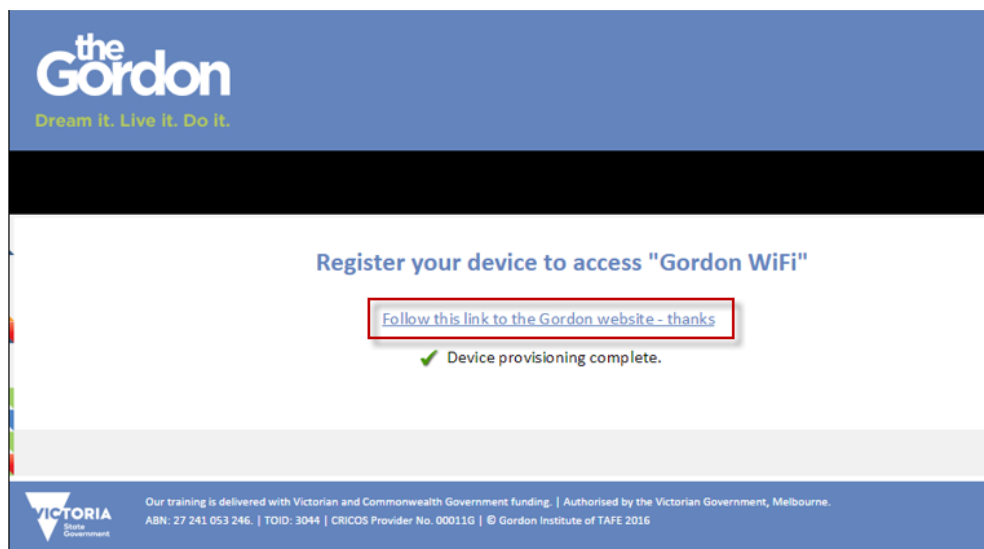 the
Gordon
Dream it. Live it. Do it.
Register your device to access "Gordon WiFi"
Follow this link to the Gordon website - thanks
Device provisioning complete.
VICTORIA
State
Government
Our training is delivered with Victorian and Commonwealth Government funding. | Authorised by the Victorian Government, Melbourne.
ABN: 27 241 053 246. | TOID: 3044 | CRICOS Provider No. 00011G | © Gordon Institute of TAFE 2016